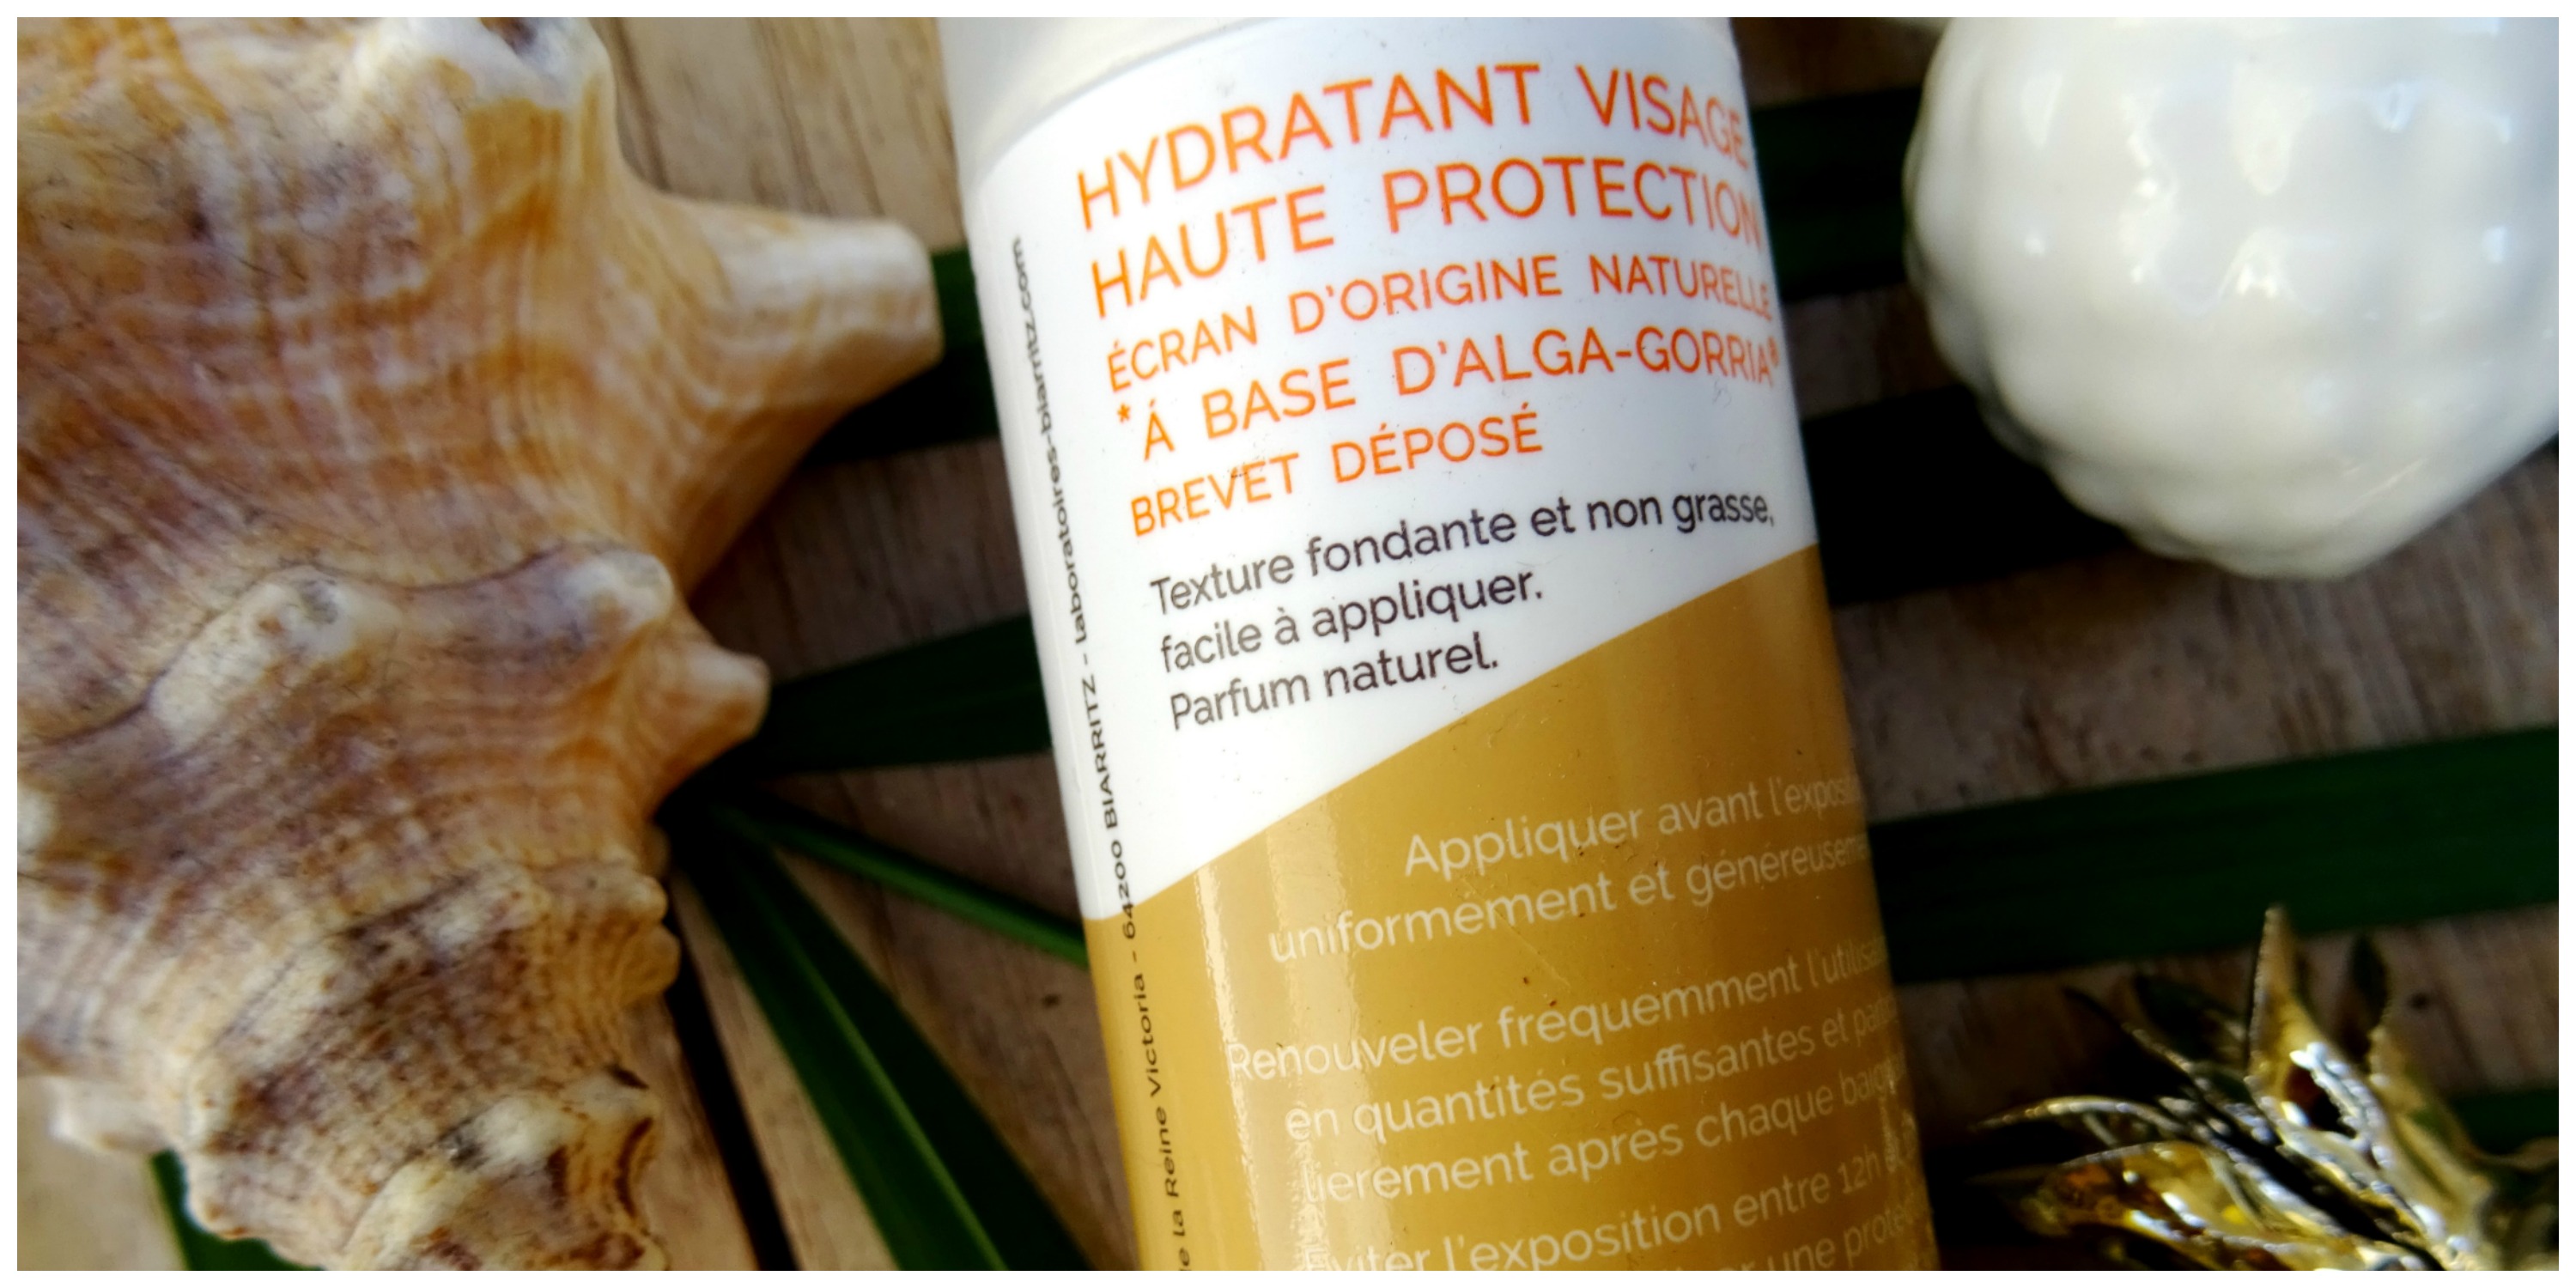 HYDRATANT VISAGE
HAUTE PROTECTION
ÉCRAN D'ORIGINE NATURELLE
*Á BASE D'ALGA-GORRIA®
BREVET DÉPOSÉ
Texture fondante et non grasse,
facile à appliquer.
Parfum naturel.
Appliquer avant
uniformément et
Renouveler fréquemment
en quantités suffisantes et
après chaque
l'exposition entre 12h
une
de la Reine Victoria - 64200 BIARRITZ - laboratoires-biarritz.com